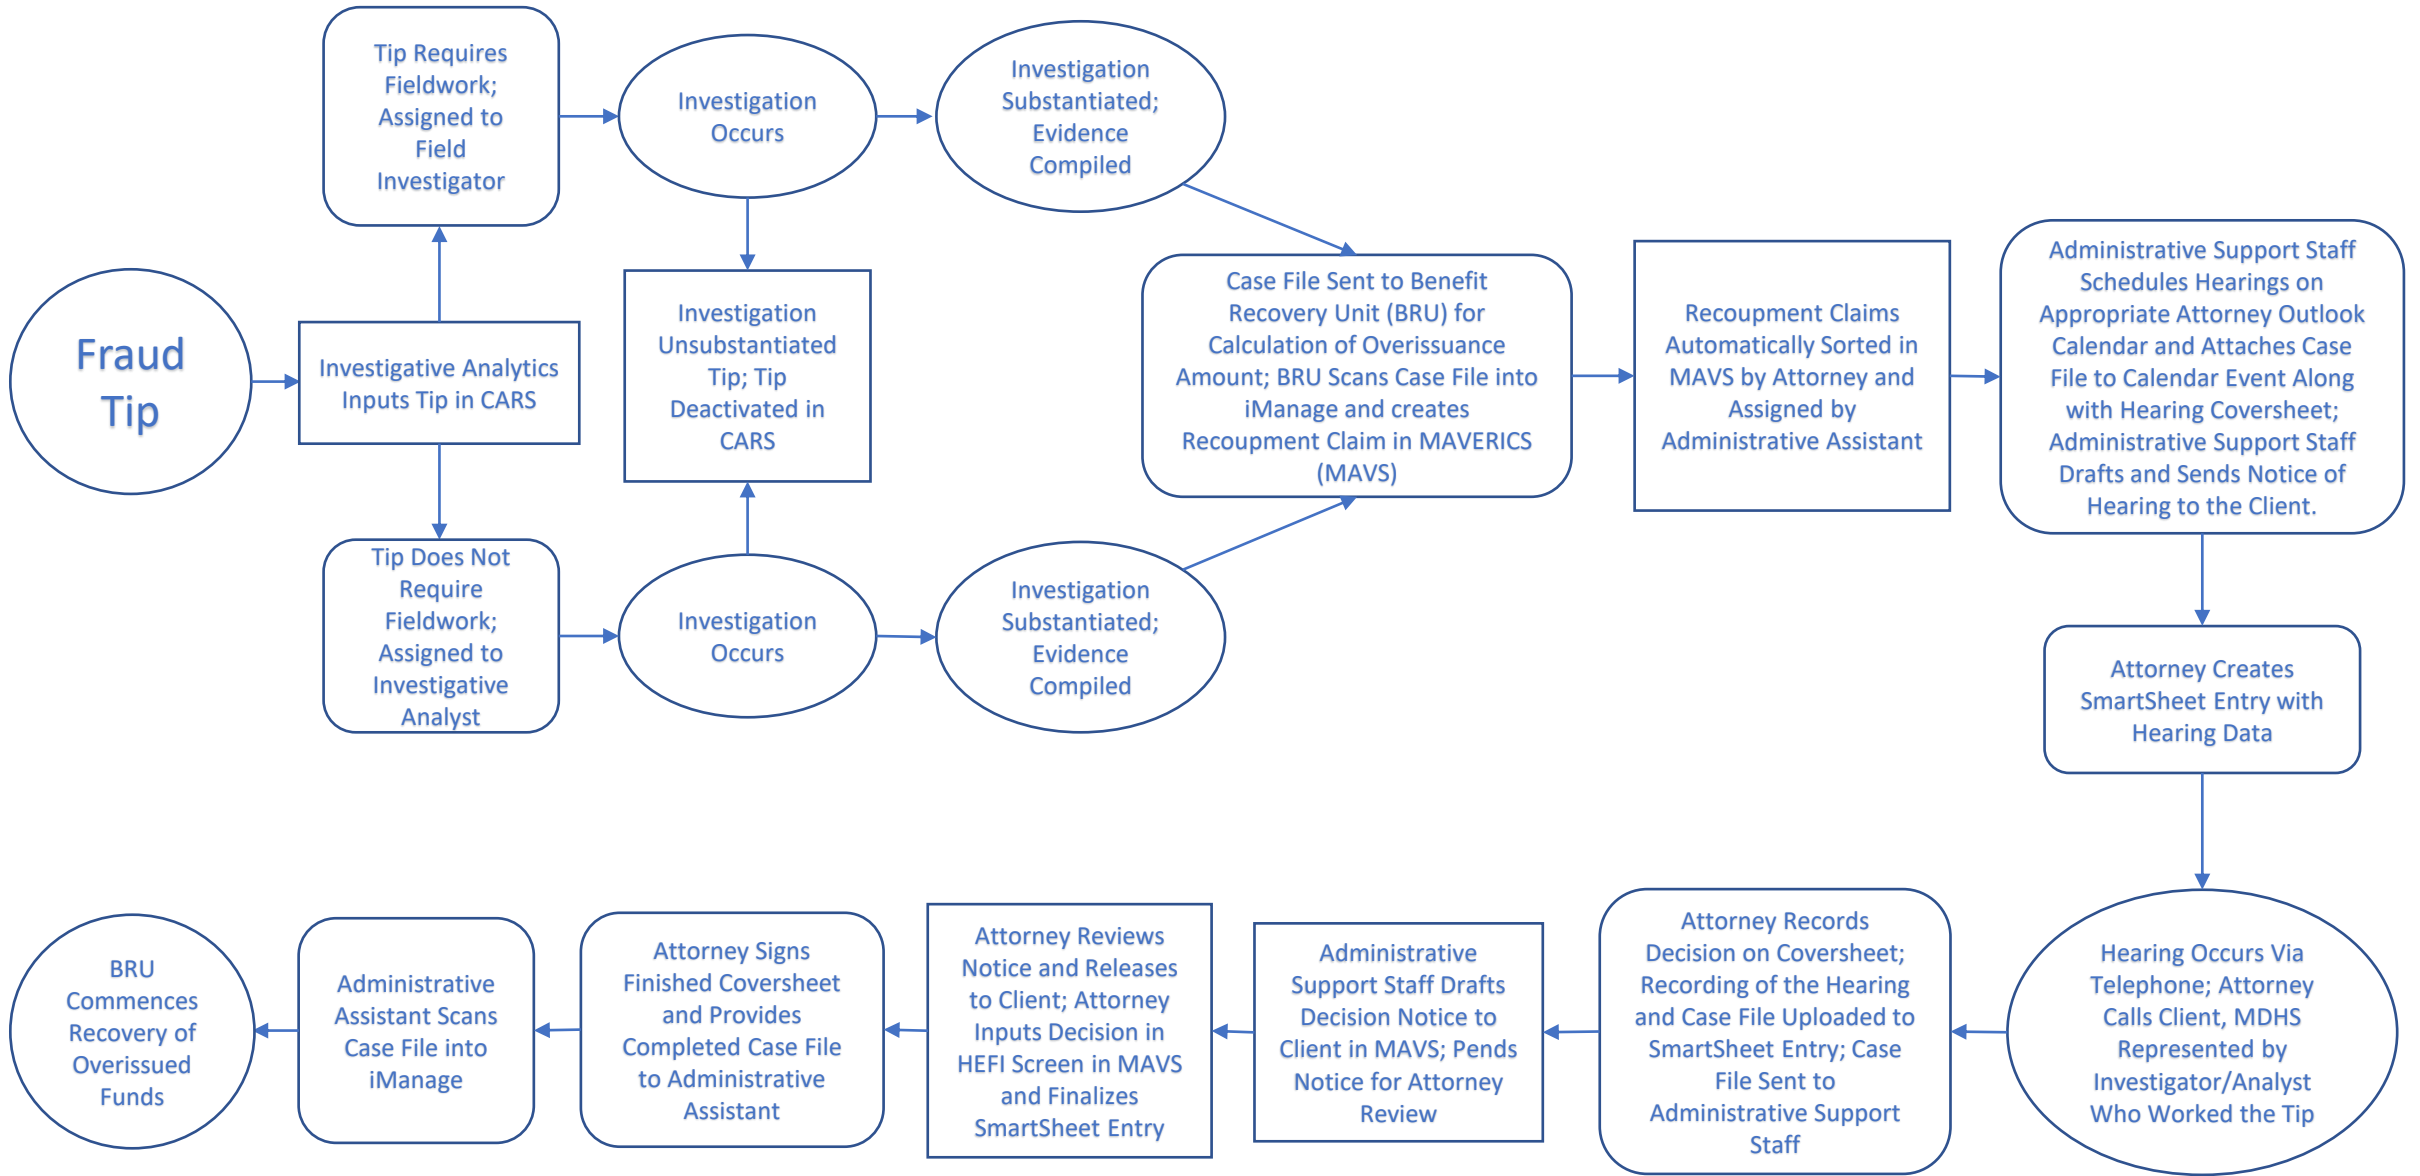 Fraud
Tip
Investigative Analytics
Inputs Tip in CARS
Tip Requires
Fieldwork;
Assigned to
Field
Investigator
Investigation
Occurs
Investigation
Substantiated;
Evidence
Compiled
Investigation
Unsubstantiated
Tip; Tip
Deactivated in
CARS
Tip Does Not
Require
Fieldwork;
Assigned to
Investigative
Analyst
Investigation
Occurs
Investigation
Substantiated;
Evidence
Compiled
Case File Sent to Benefit
Recovery Unit (BRU) for
Calculation of Overissuance
Amount; BRU Scans Case File into
iManage and creates
Recoupment Claim in MAVERICS
(MAVS)
Recoupment Claims
Automatically Sorted in
MAVS by Attorney and
Assigned by
Administrative Assistant
Administrative Support Staff
Schedules Hearings on
Appropriate Attorney Outlook
Calendar and Attaches Case
File to Calendar Event Along
with Hearing Coversheet;
Administrative Support Staff
Drafts and Sends Notice of
Hearing to the Client.
Attorney Creates
SmartSheet Entry with
Hearing Data
Hearing Occurs Via
Telephone; Attorney
Calls Client, MDHS
Represented by
Investigator/Analyst
Who Worked the Tip
Attorney Records
Decision on Coversheet;
Recording of the Hearing
and Case File Uploaded to
SmartSheet Entry; Case
File Sent to
Administrative Support
Staff
Administrative
Support Staff Drafts
Decision Notice to
Client in MAVS; Pends
Notice for Attorney
Review
Attorney Reviews
Notice and Releases
to Client; Attorney
Inputs Decision in
HEFI Screen in MAVS
and Finalizes
SmartSheet Entry
Attorney Signs
Finished Coversheet
and Provides
Completed Case File
to Administrative
Assistant
Administrative
Assistant Scans
Case File into
iManage
BRU
Commences
Recovery of
Overissued
Funds